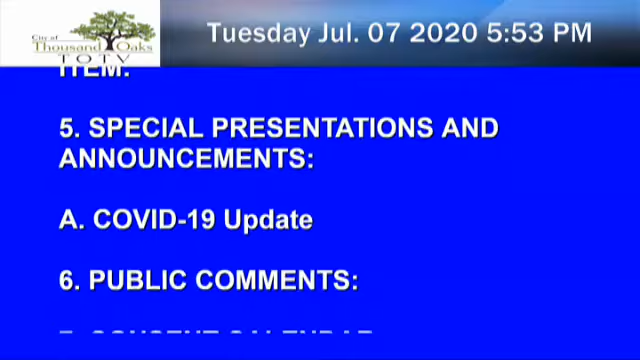 City of
Thousand Oaks
TOTV
Tuesday Jul. 07 2020 5:53 PM
ITEM:
5. SPECIAL PRESENTATIONS AND
ANNOUNCEMENTS:
A. COVID-19 Update
6. PUBLIC COMMENTS: